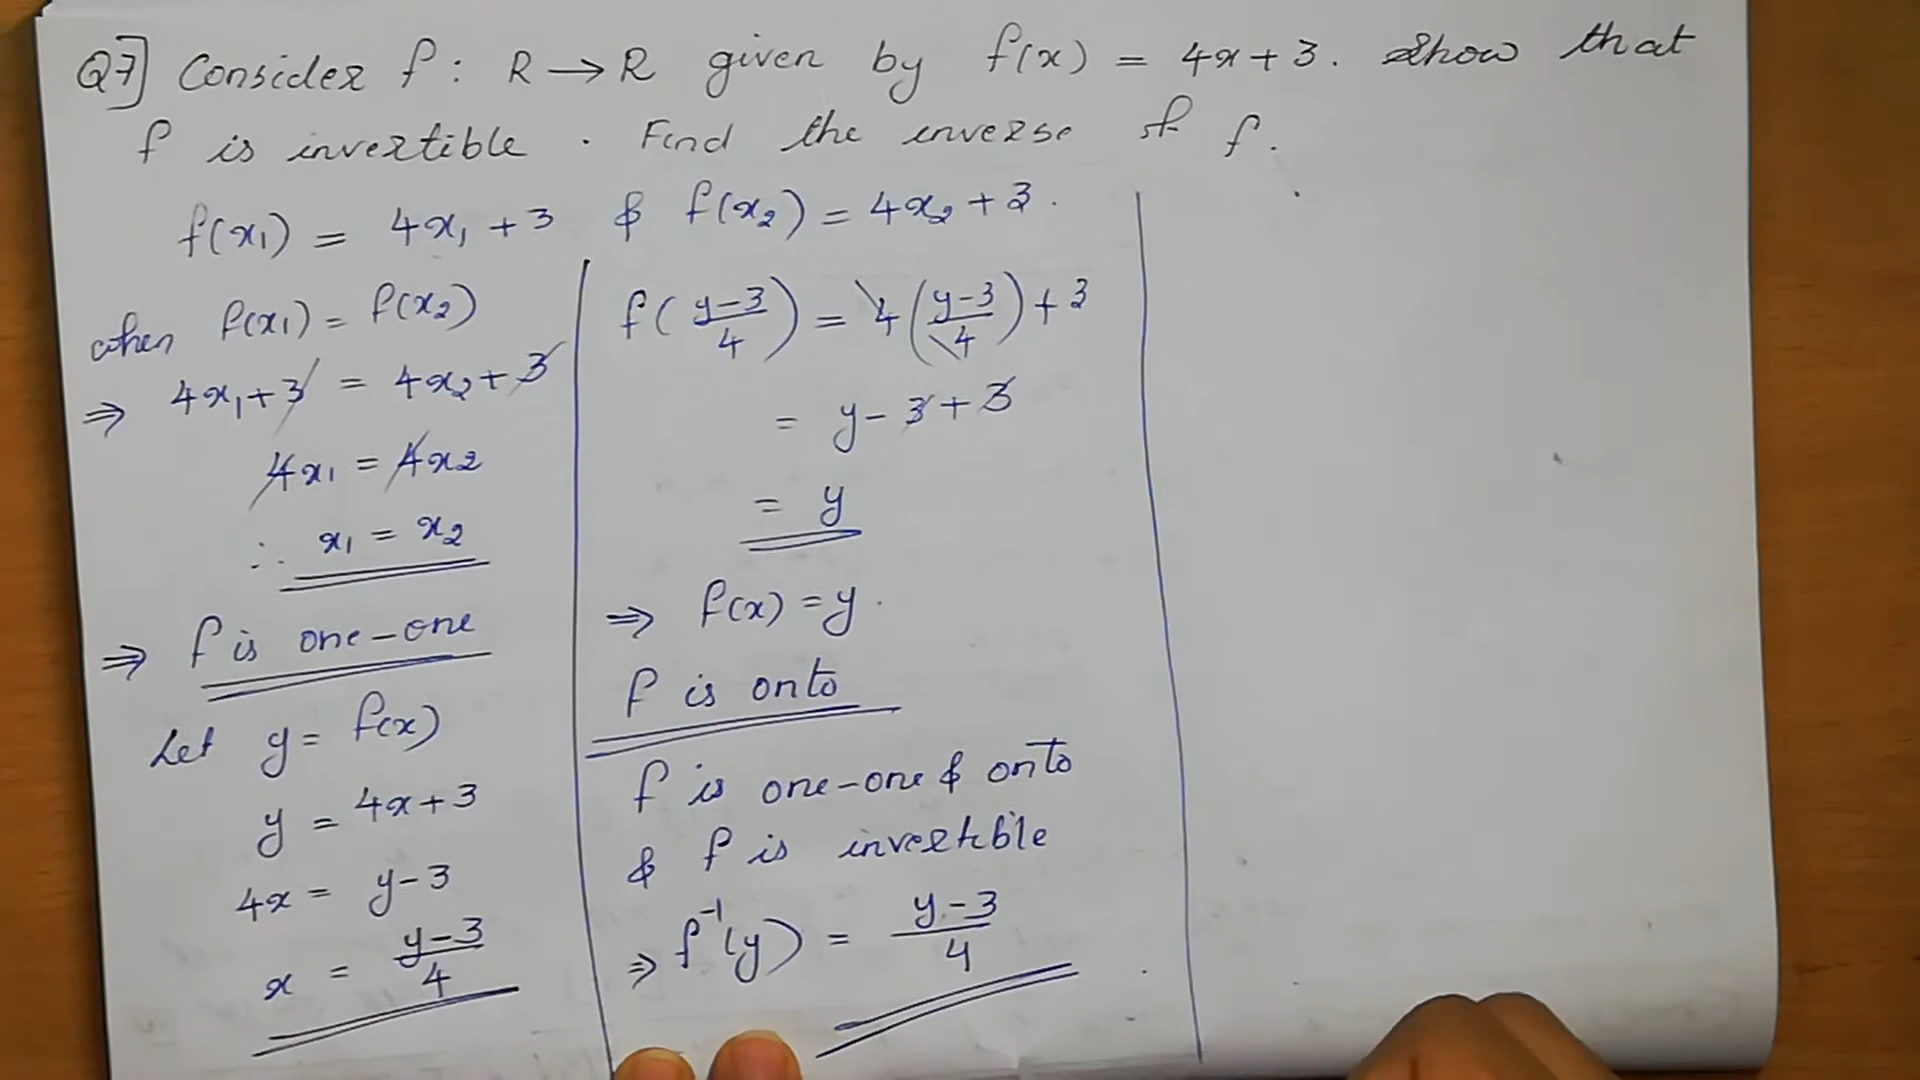 Q7] Consider f : R → R given by f(x) = 4x + 3. Show that
f is invertible. Find the inverse of f.
f(x₁) = 4x₁ + 3 & f(x₂) = 4x₂ + 3.
when f(x₁) = f(x₂)
⇒ 4x₁ + 3 = 4x₂ + 3
4x₁ = 4x₂
∴ x₁ = x₂
⇒ f is one-one
Let y = f(x)
y = 4x + 3
4x = y - 3
x = (y-3)/4
f((y-3)/4) = 4((y-3)/4) + 3
= y - 3 + 3
= y
⇒ f(x) = y.
f is onto
f is one-one & onto
& f is invertible
⇒ f⁻¹(y) = (y-3)/4